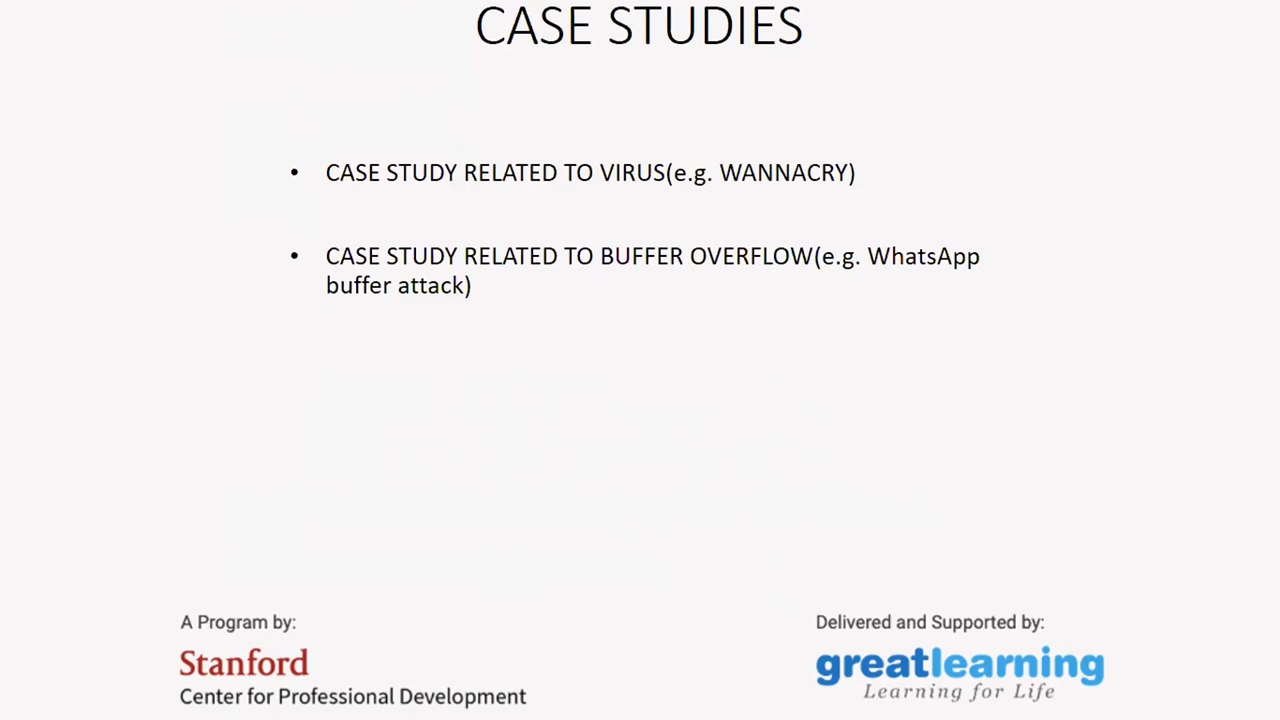 CASE STUDIES
• CASE STUDY RELATED TO VIRUS(e.g. WANNACRY)
• CASE STUDY RELATED TO BUFFER OVERFLOW(e.g. WhatsApp
buffer attack)
A Program by:
Stanford
Center for Professional Development
Delivered and Supported by:
greatlearning
Learning for Life